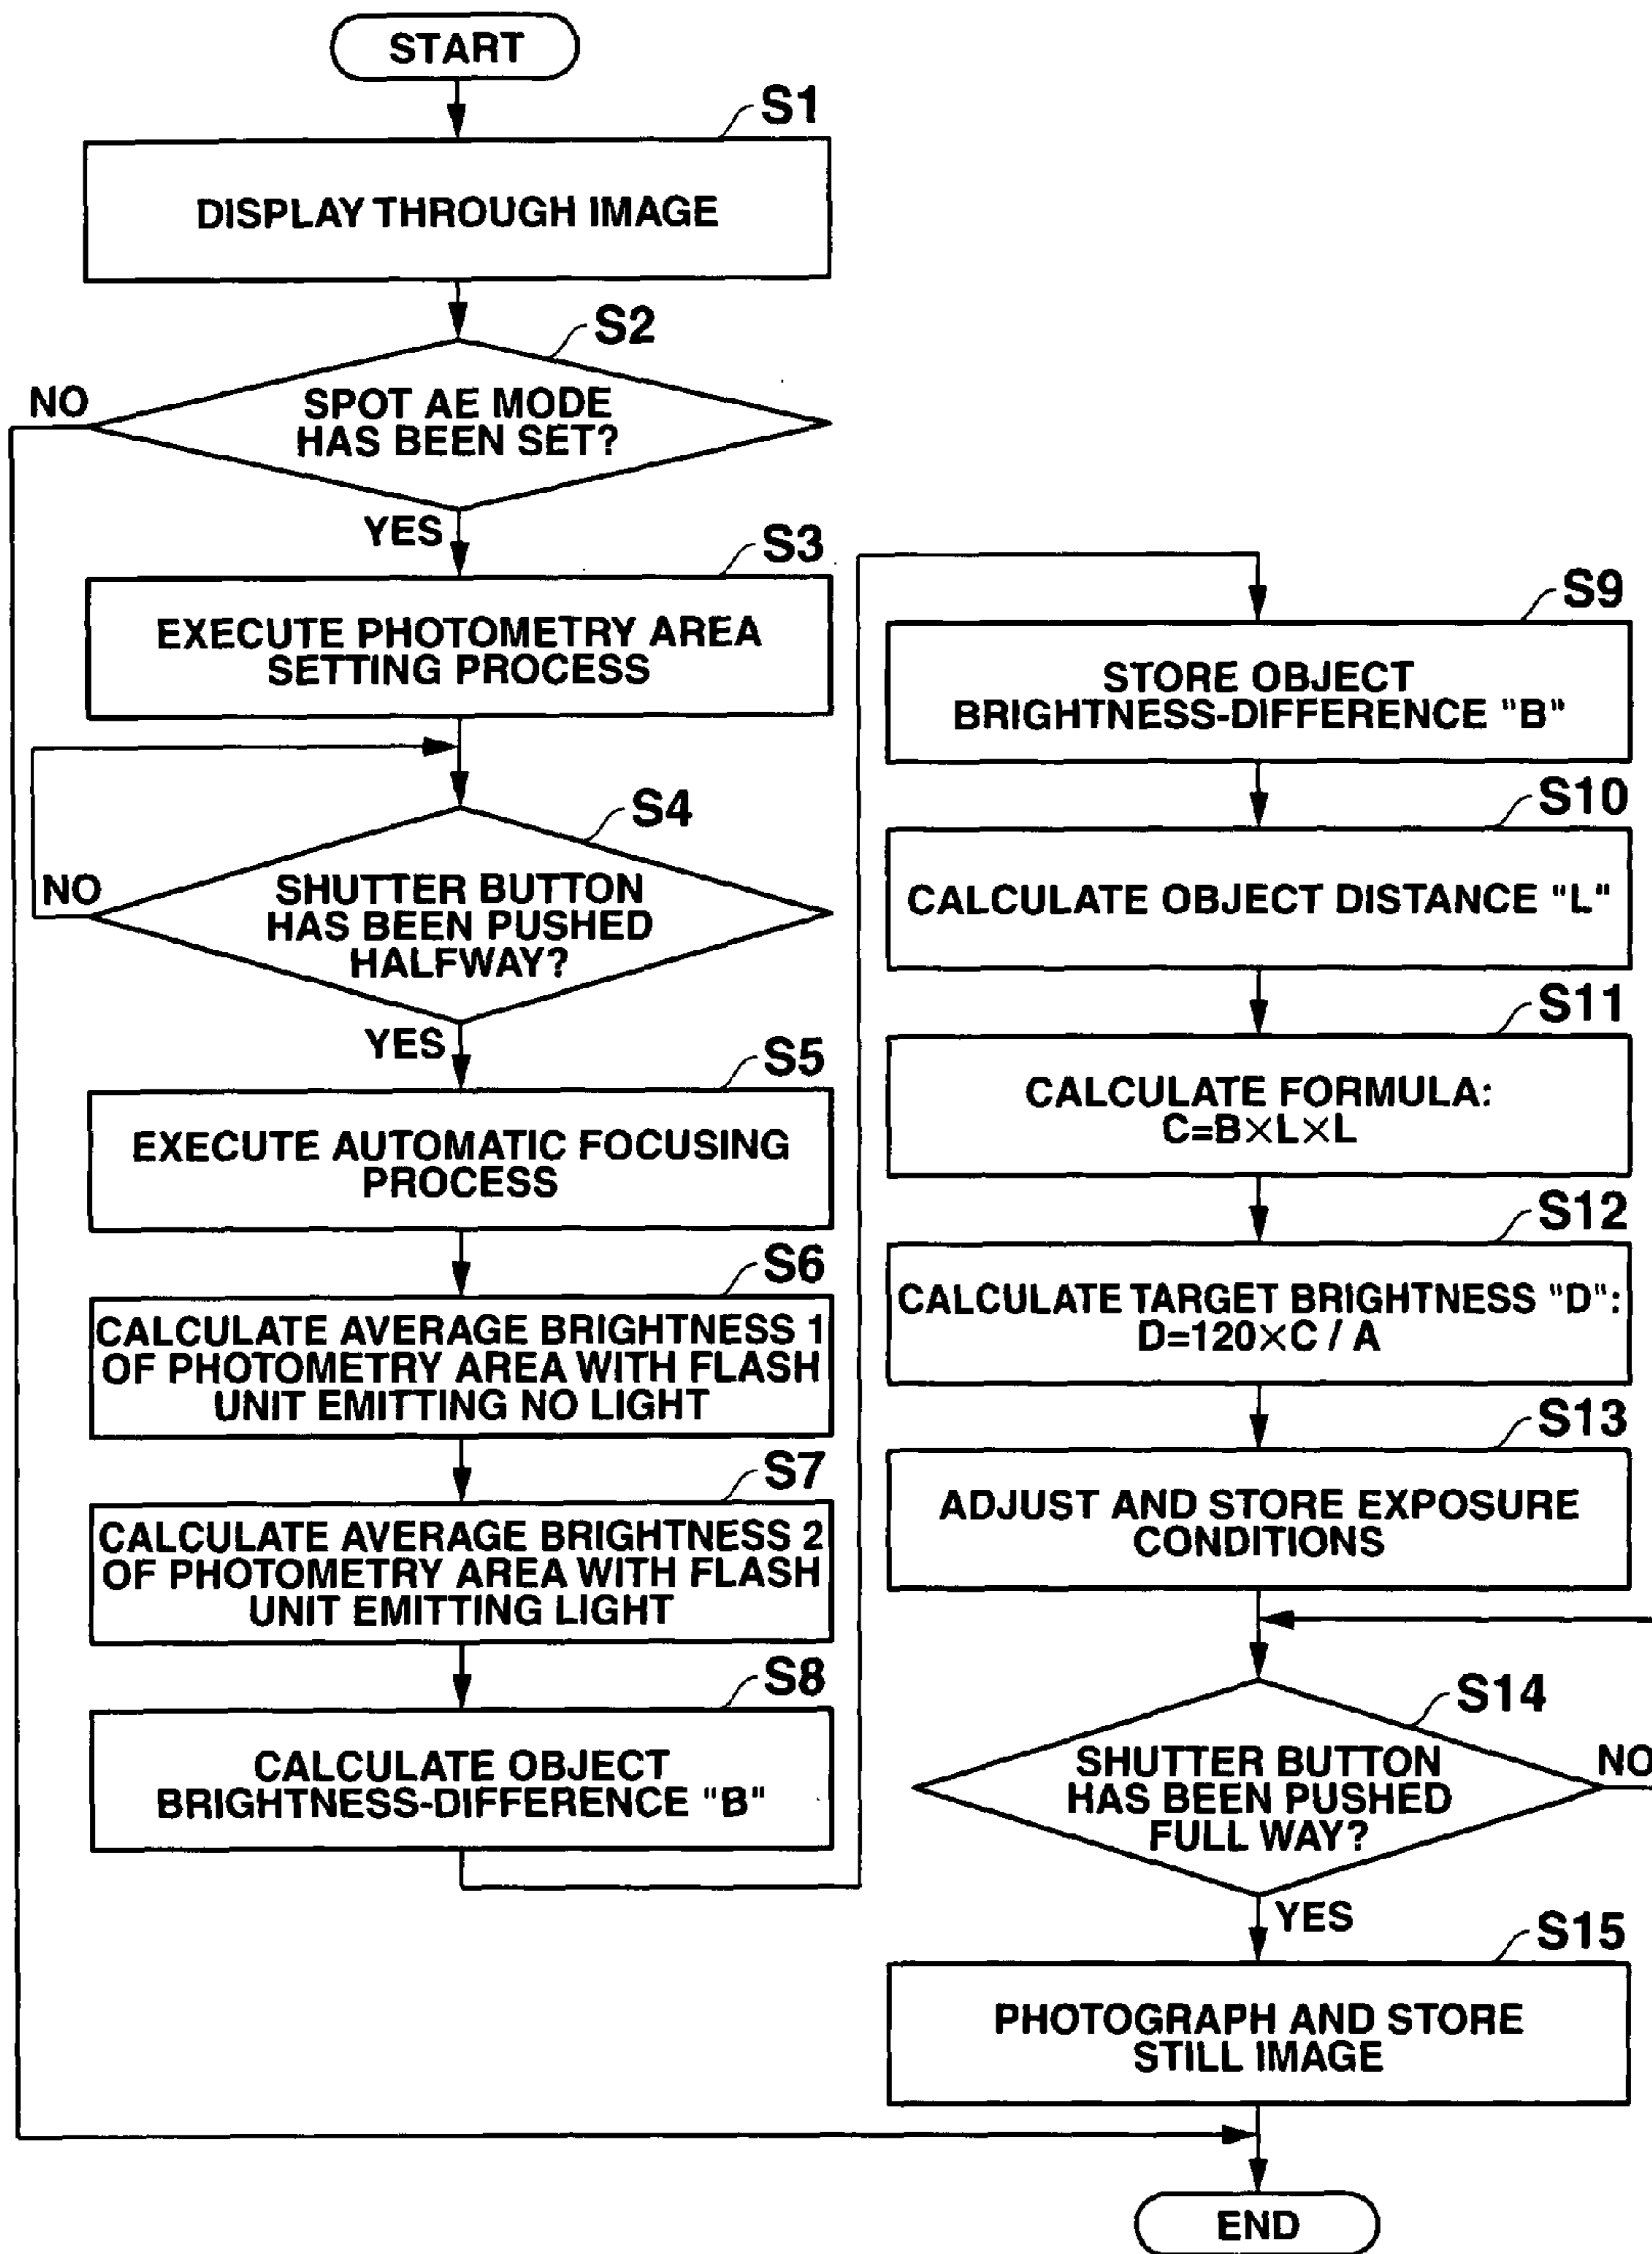 START
S1
DISPLAY THROUGH IMAGE
S2
NO
SPOT AE MODE
HAS BEEN SET?
YES
S3
EXECUTE PHOTOMETRY AREA
SETTING PROCESS
S4
NO
SHUTTER BUTTON
HAS BEEN PUSHED
HALFWAY?
YES
S5
EXECUTE AUTOMATIC FOCUSING
PROCESS
S6
CALCULATE AVERAGE BRIGHTNESS 1
OF PHOTOMETRY AREA WITH FLASH
UNIT EMITTING NO LIGHT
S7
CALCULATE AVERAGE BRIGHTNESS 2
OF PHOTOMETRY AREA WITH FLASH
UNIT EMITTING LIGHT
S8
CALCULATE OBJECT
BRIGHTNESS-DIFFERENCE "B"
S9
STORE OBJECT
BRIGHTNESS-DIFFERENCE "B"
S10
CALCULATE OBJECT DISTANCE "L"
S11
CALCULATE FORMULA:
C=B×L×L
S12
CALCULATE TARGET BRIGHTNESS "D":
D=120×C / A
S13
ADJUST AND STORE EXPOSURE
CONDITIONS
S14
SHUTTER BUTTON
HAS BEEN PUSHED
FULL WAY?
NO
YES
S15
PHOTOGRAPH AND STORE
STILL IMAGE
END